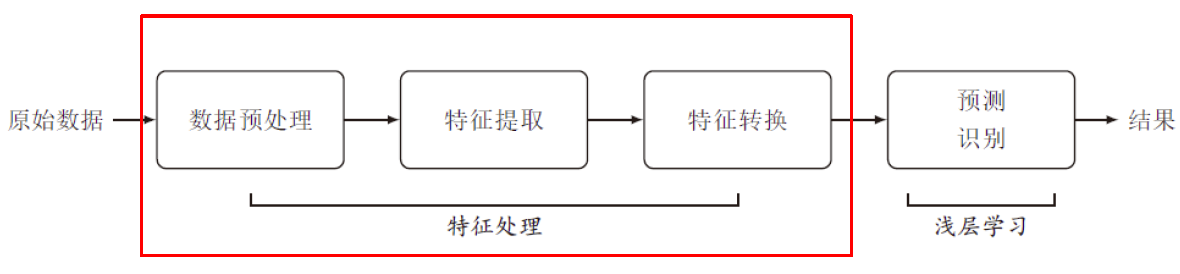 原始数据
数据预处理
特征提取
特征转换
预测
识别
结果
特征处理
浅层学习